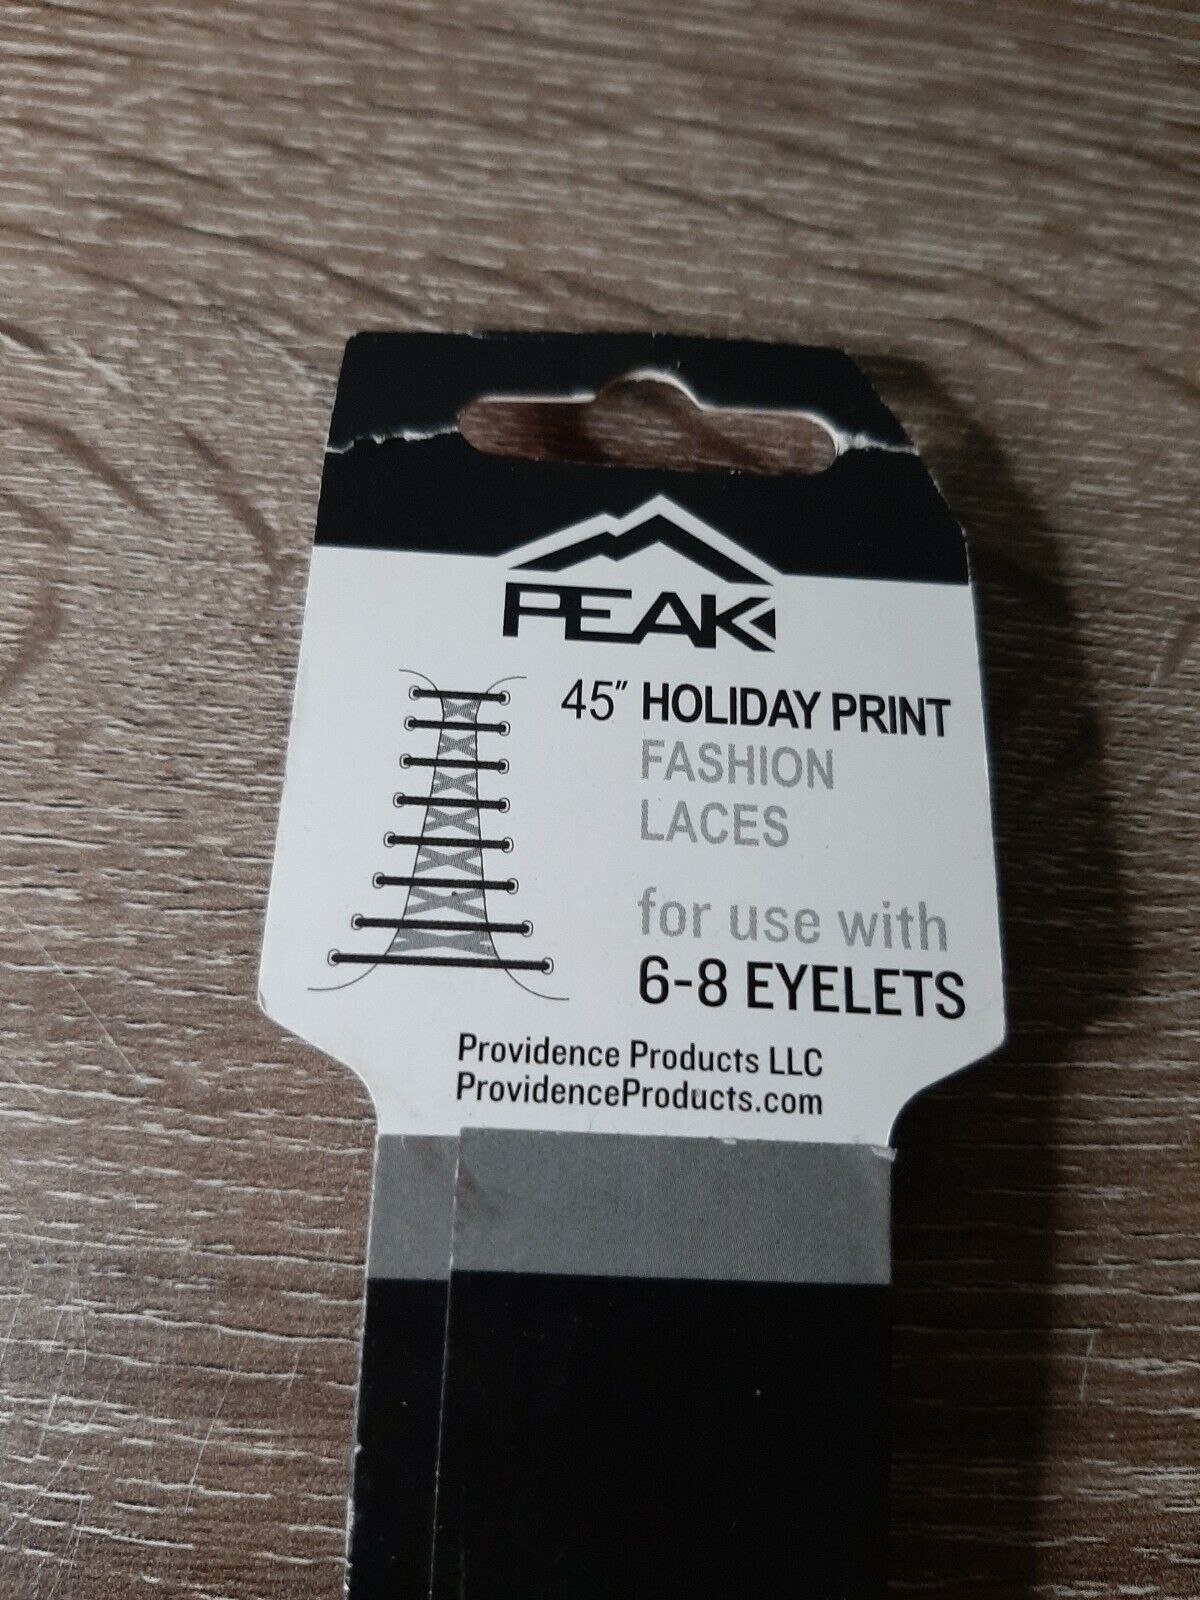 PEAK
45" HOLIDAY PRINT
FASHION
LACES
for use with
6-8 EYELETS
Providence Products LLC
ProvidenceProducts.com